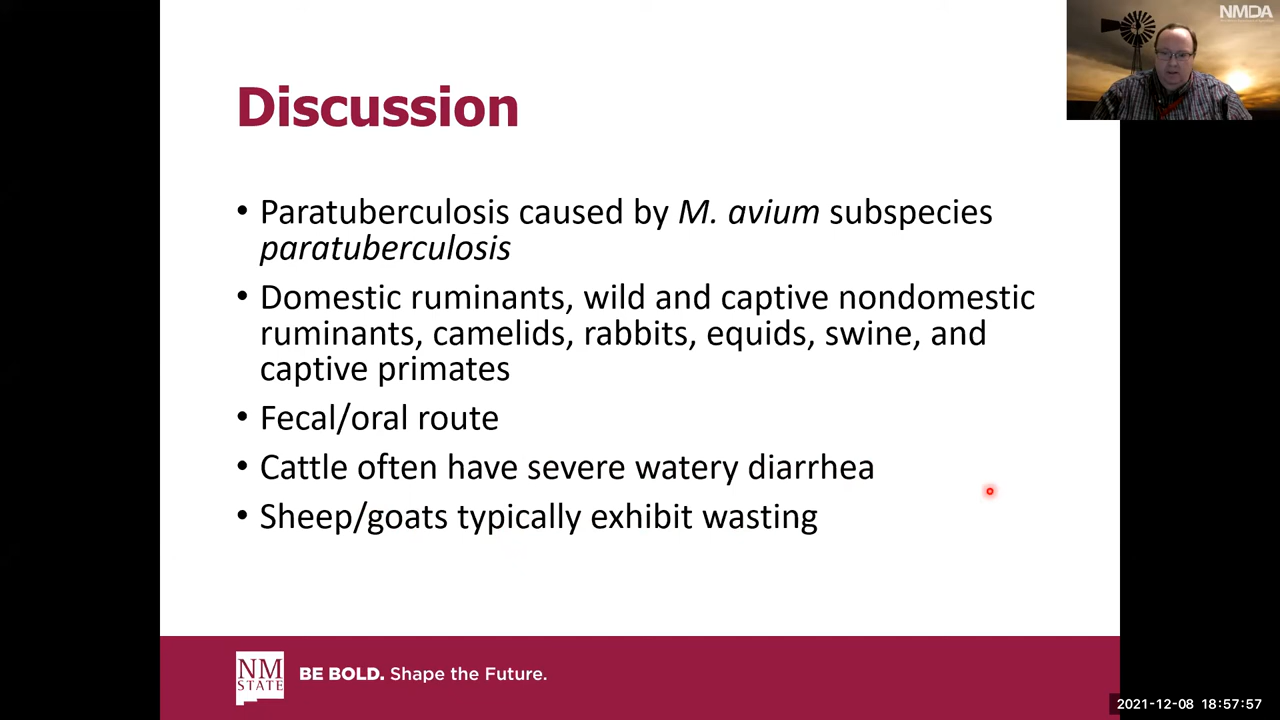 NMDA
Discussion
• Paratuberculosis caused by M. avium subspecies
paratuberculosis
• Domestic ruminants, wild and captive nondomestic
ruminants, camelids, rabbits, equids, swine, and
captive primates
• Fecal/oral route
• Cattle often have severe watery diarrhea
• Sheep/goats typically exhibit wasting
NM
STATE
BE BOLD. Shape the Future.
2021-12-08 18:57:57